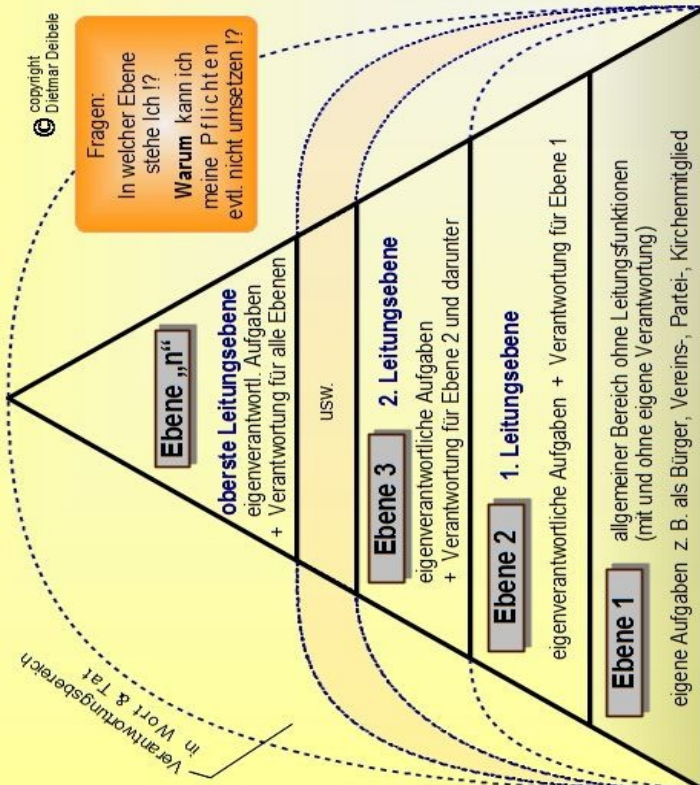 © copyright
Dietmar Deibele
Fragen:
In welcher Ebene
stehe Ich !?
Warum kann ich
meine Pflichten
evtl. nicht umsetzen !?
Verantwortungsbereich
in Wort & Tat
Ebene „n“
oberste Leitungsebene
eigenverantwortl. Aufgaben
+ Verantwortung für alle Ebenen
usw.
Ebene 3
2. Leitungsebene
eigenverantwortliche Aufgaben
+ Verantwortung für Ebene 2 und darunter
Ebene 2
1. Leitungsebene
eigenverantwortliche Aufgaben + Verantwortung für Ebene 1
Ebene 1
allgemeiner Bereich ohne Leitungsfunktionen
(mit und ohne eigene Verantwortung)
eigene Aufgaben z. B. als Bürger, Vereins-, Partei-, Kirchenmitglied